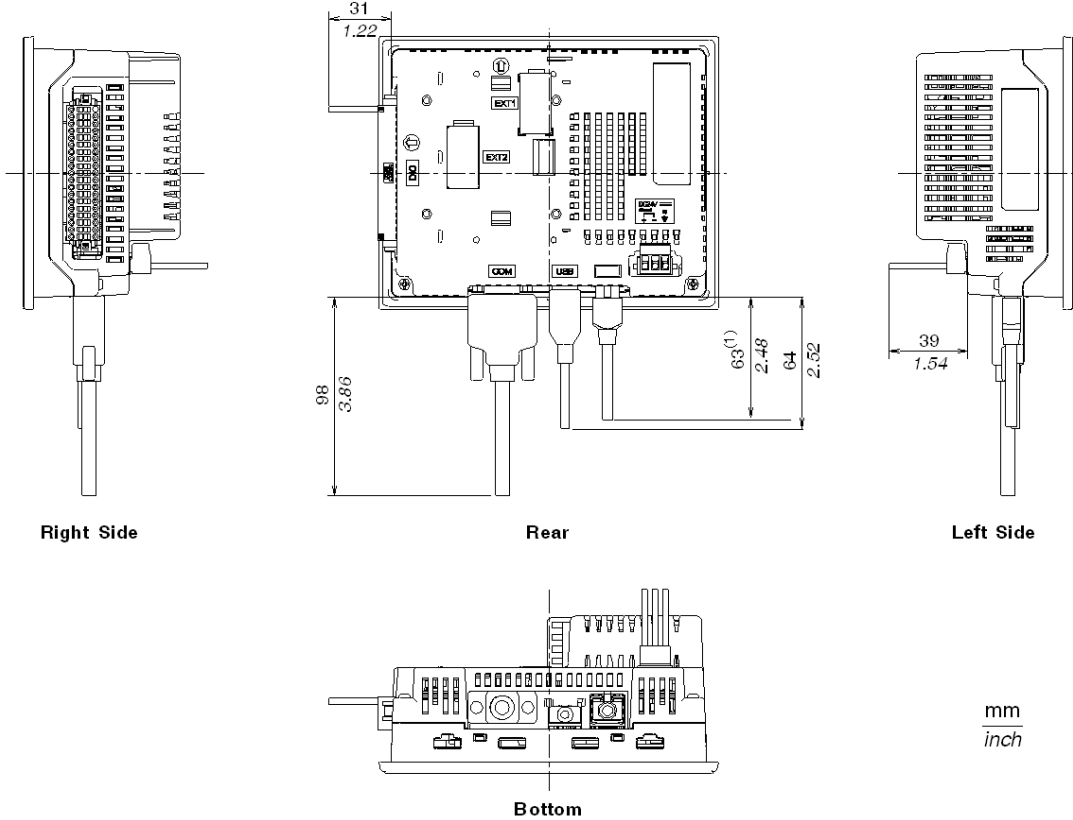 31
1.22
EXT1
EXT2
DIO
DC24V
COM
USB
98
3.86
63(1)
2.48
64
2.52
39
1.54
Right Side
Rear
Left Side
mm
inch
Bottom